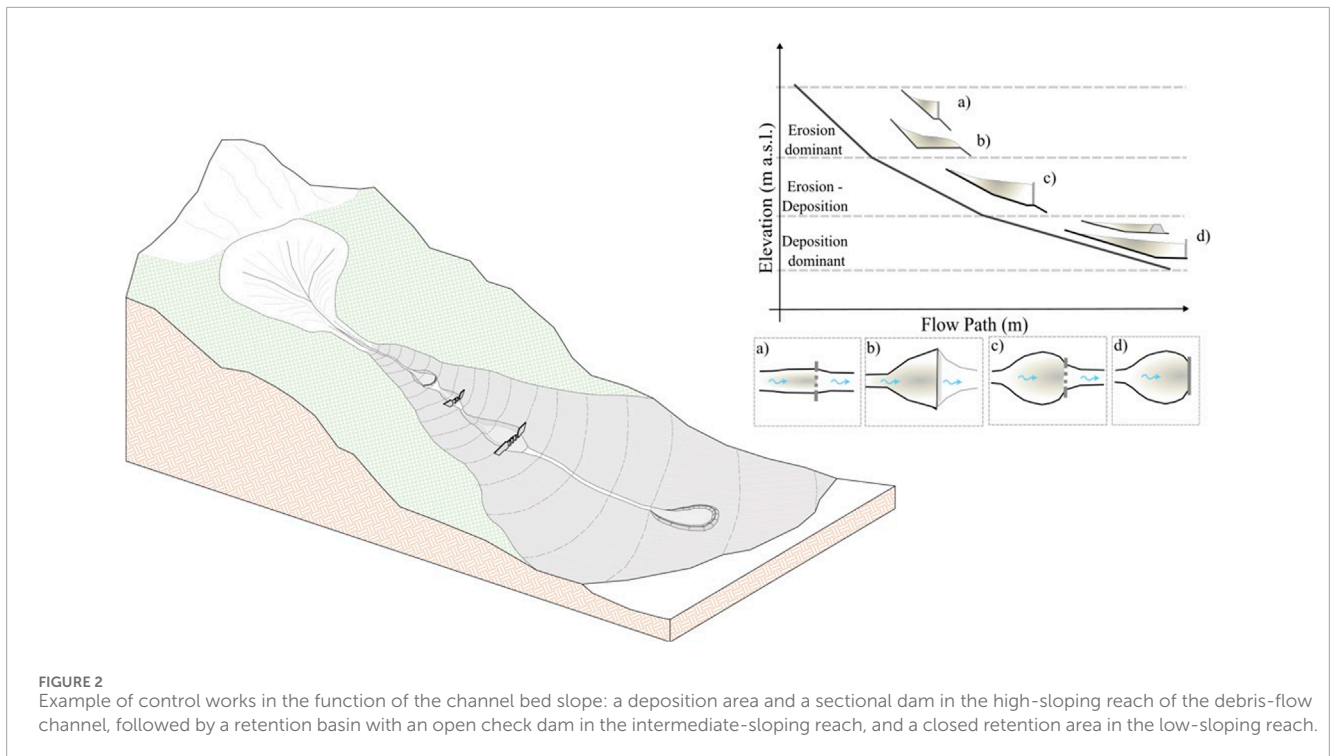 Elevation (m a.s.l.)
Erosion
dominant
Erosion -
Deposition
Deposition
dominant
a)
b)
c)
d)
Flow Path (m)
a)
b)
c)
d)
FIGURE 2
Example of control works in the function of the channel bed slope: a deposition area and a sectional dam in the high-sloping reach of the debris-flow
channel, followed by a retention basin with an open check dam in the intermediate-sloping reach, and a closed retention area in the low-sloping reach.